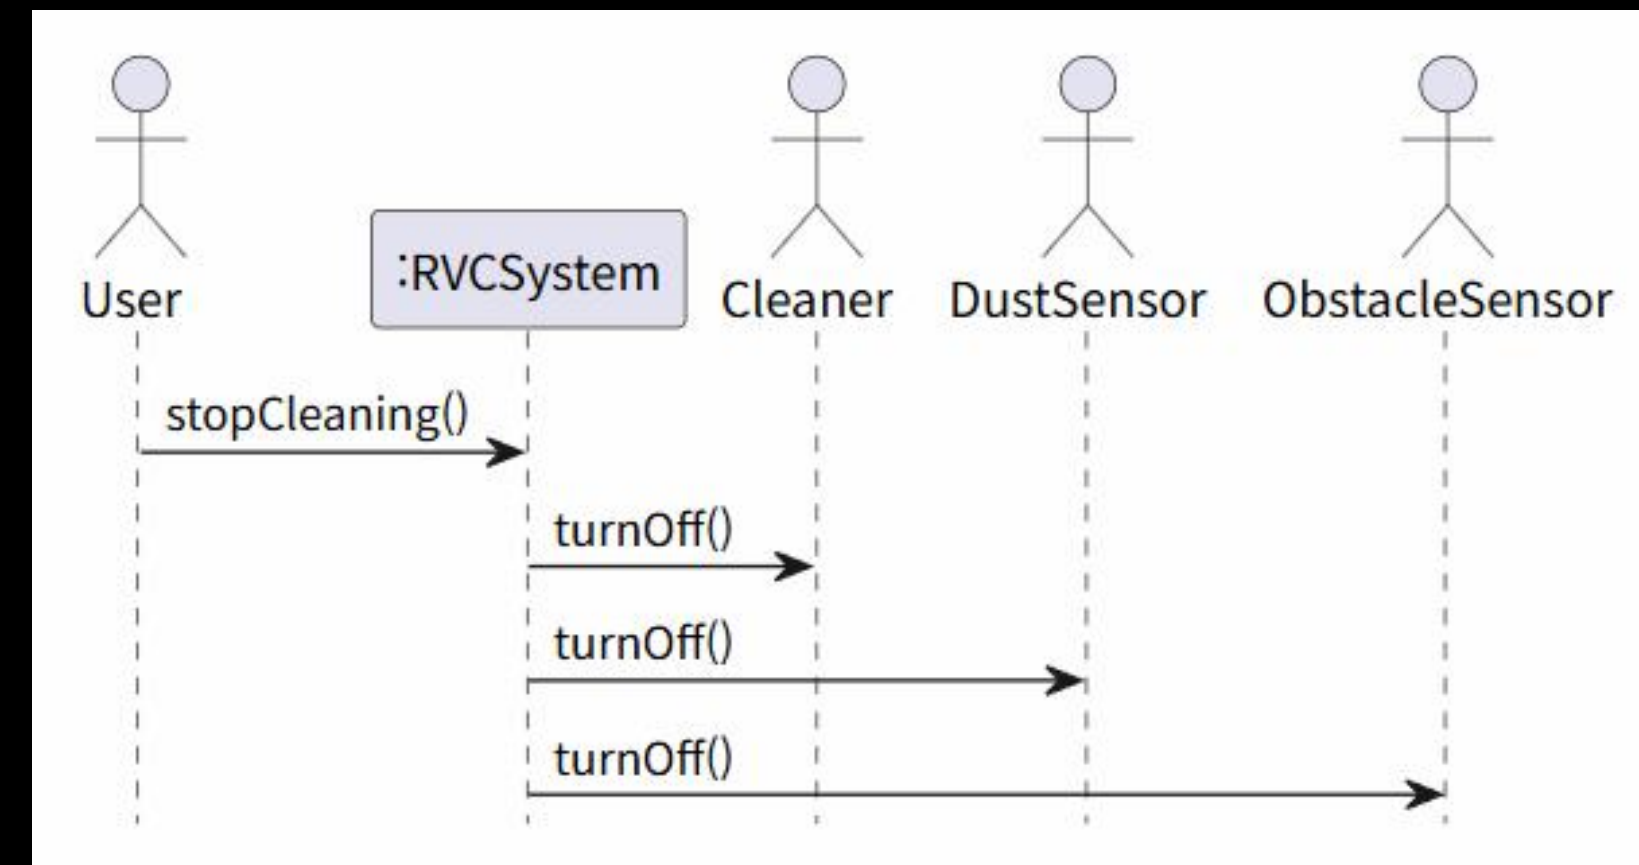 User
:RVCSystem
Cleaner
DustSensor
ObstacleSensor
stopCleaning()
turnOff()
turnOff()
turnOff()